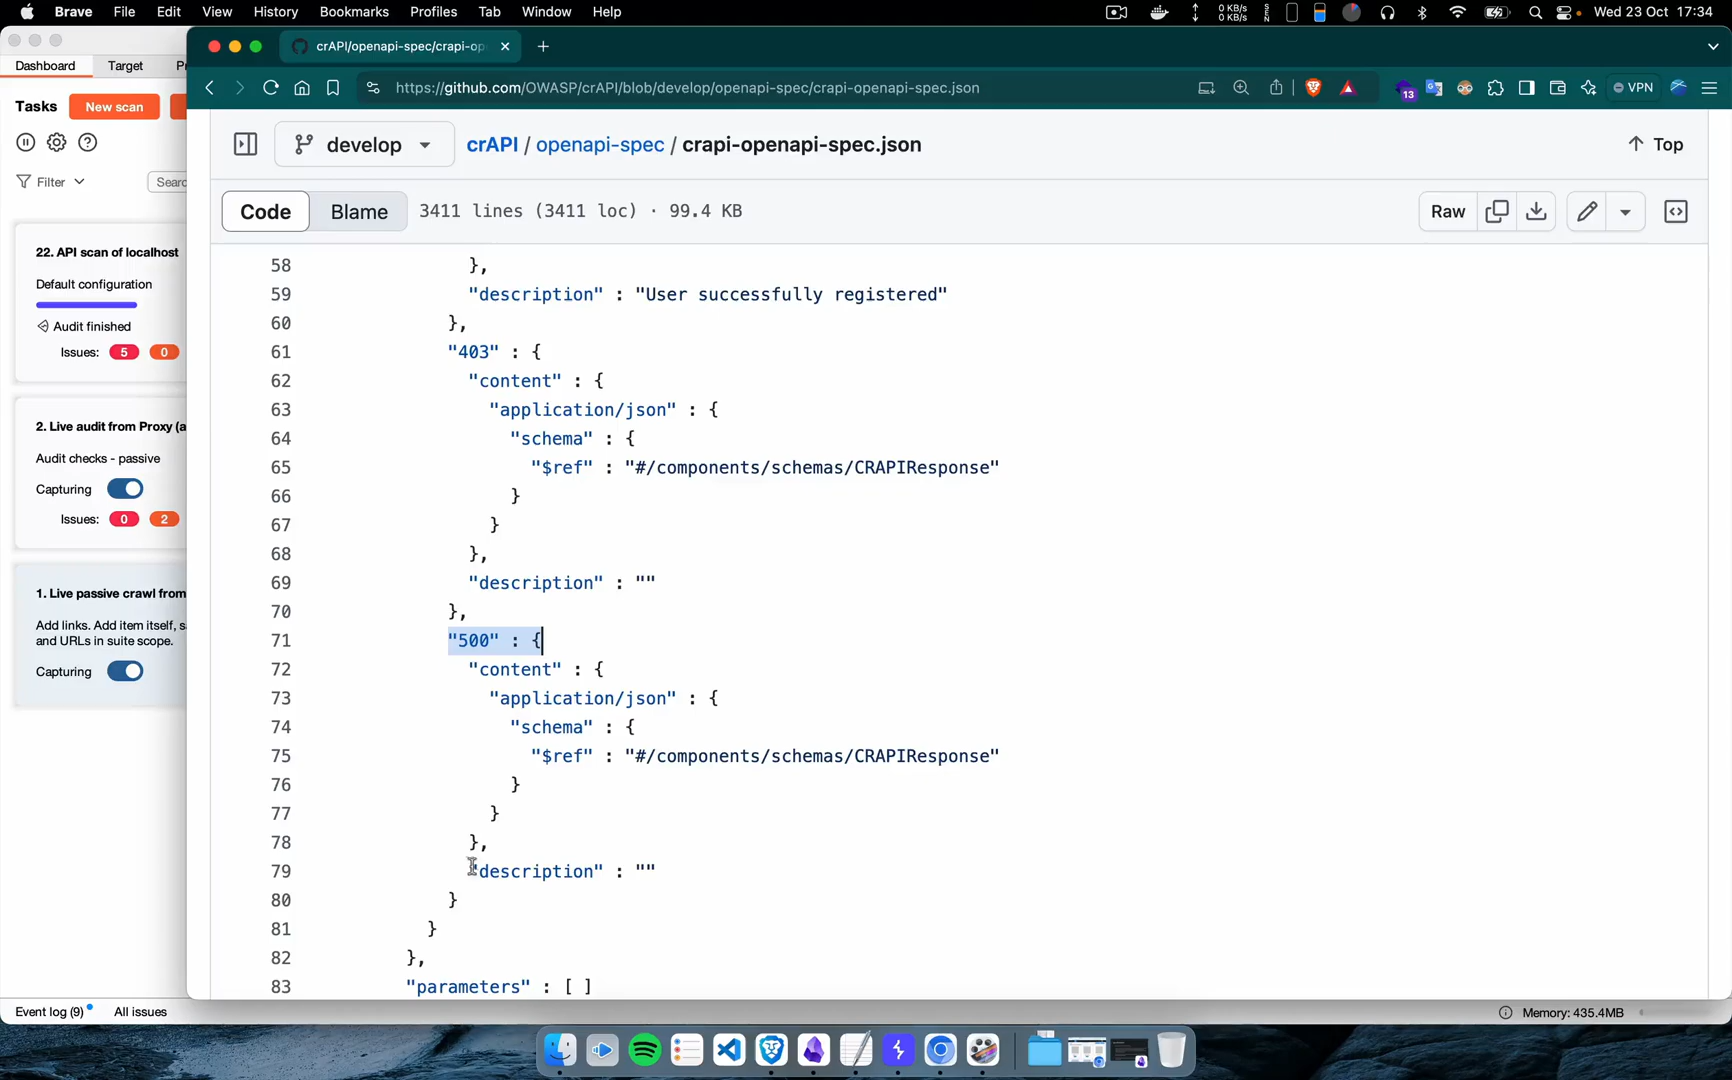 Brave File Edit View History Bookmarks Profiles Tab Window Help
0 KB/s
0 KB/s
SEN
Wed 23 Oct 17:34
Dashboard Target
crAPI/openapi-spec/crapi-op
https://github.com/OWASP/crAPI/blob/develop/openapi-spec/crapi-openapi-spec.json
13
VPN
Tasks New scan
Filter
Searc
develop
crAPI / openapi-spec / crapi-openapi-spec.json
Top
Code Blame 3411 lines (3411 loc) · 99.4 KB
Raw
22. API scan of localhost
Default configuration
Audit finished
Issues: 5 0
2. Live audit from Proxy (a
Audit checks - passive
Capturing
Issues: 0 2
1. Live passive crawl from
Add links. Add item itself, sa
and URLs in suite scope.
Capturing
58 },
59 "description" : "User successfully registered"
60 },
61 "403" : {
62 "content" : {
63 "application/json" : {
64 "schema" : {
65 "$ref" : "#/components/schemas/CRAPIResponse"
66 }
67 }
68 },
69 "description" : ""
70 },
71 "500" : {
72 "content" : {
73 "application/json" : {
74 "schema" : {
75 "$ref" : "#/components/schemas/CRAPIResponse"
76 }
77 }
78 },
79 "description" : ""
80 }
81 }
82 },
83 "parameters" : [ ]
Event log (9) All issues
Memory: 435.4MB